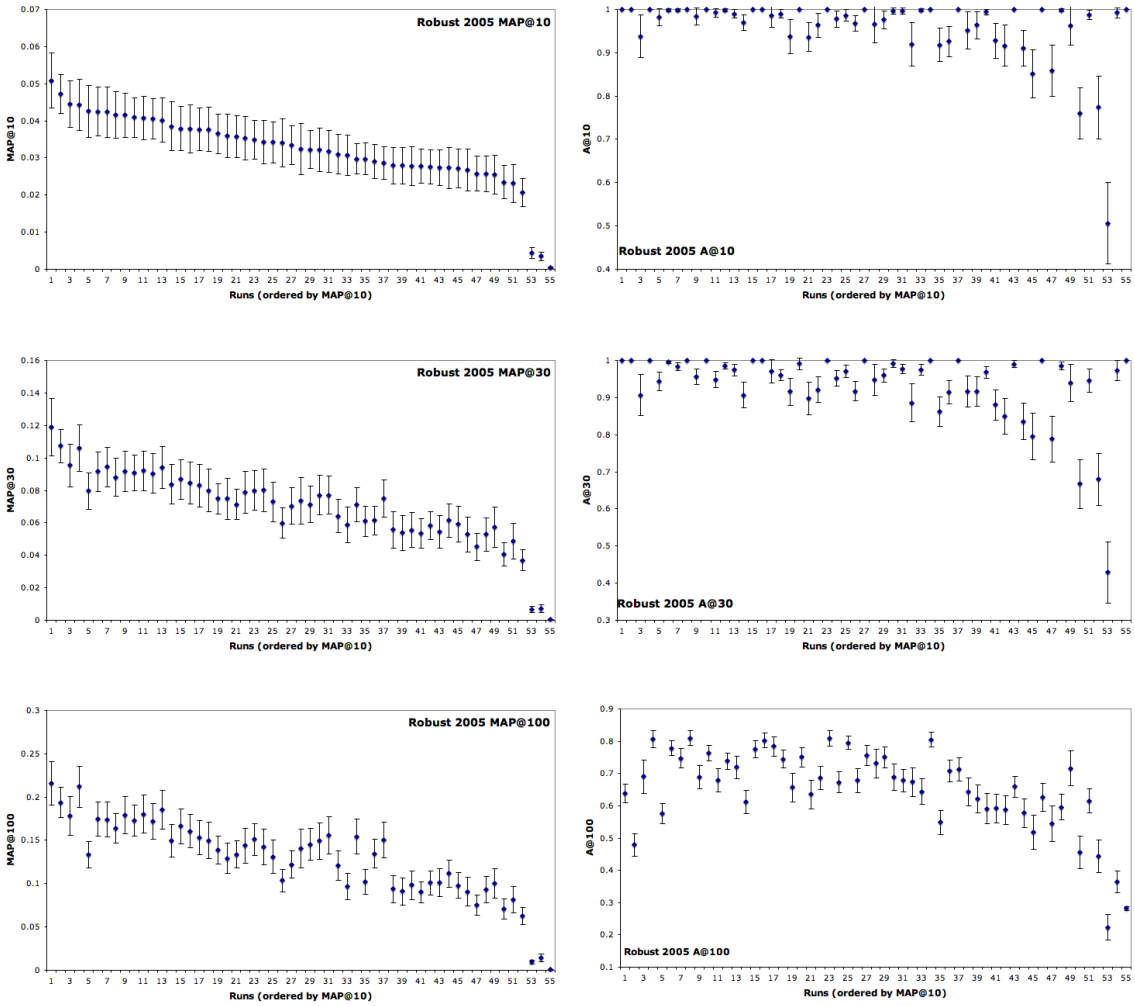 Robust 2005 MAP@10
MAP@10
0.07
0.06
0.05
0.04
0.03
0.02
0.01
0
1 3 5 7 9 11 13 15 17 19 21 23 25 27 29 31 33 35 37 39 41 43 45 47 49 51 53 55
Runs (ordered by MAP@10)
A@10
1
0.9
0.8
0.7
0.6
0.5
0.4
Robust 2005 A@10
1 3 5 7 9 11 13 15 17 19 21 23 25 27 29 31 33 35 37 39 41 43 45 47 49 51 53 55
Runs (ordered by MAP@10)
Robust 2005 MAP@30
MAP@30
0.16
0.14
0.12
0.1
0.08
0.06
0.04
0.02
0
1 3 5 7 9 11 13 15 17 19 21 23 25 27 29 31 33 35 37 39 41 43 45 47 49 51 53 55
Runs (ordered by MAP@10)
A@30
1
0.9
0.8
0.7
0.6
0.5
0.4
0.3
Robust 2005 A@30
1 3 5 7 9 11 13 15 17 19 21 23 25 27 29 31 33 35 37 39 41 43 45 47 49 51 53 55
Runs (ordered by MAP@10)
Robust 2005 MAP@100
MAP@100
0.3
0.25
0.2
0.15
0.1
0.05
0
1 3 5 7 9 11 13 15 17 19 21 23 25 27 29 31 33 35 37 39 41 43 45 47 49 51 53 55
Runs (ordered by MAP@10)
A@100
0.9
0.8
0.7
0.6
0.5
0.4
0.3
0.2
0.1
Robust 2005 A@100
1 3 5 7 9 11 13 15 17 19 21 23 25 27 29 31 33 35 37 39 41 43 45 47 49 51 53 55
Runs (ordered by MAP@10)